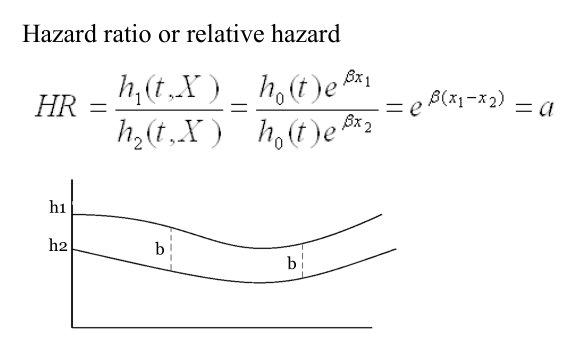 Hazard ratio or relative hazard
HR = h₁(t,X) / h₂(t,X) = h₀(t)e^βx₁ / h₀(t)e^βx₂ = e^β(x₁−x₂) = a
h1
h2
b
b